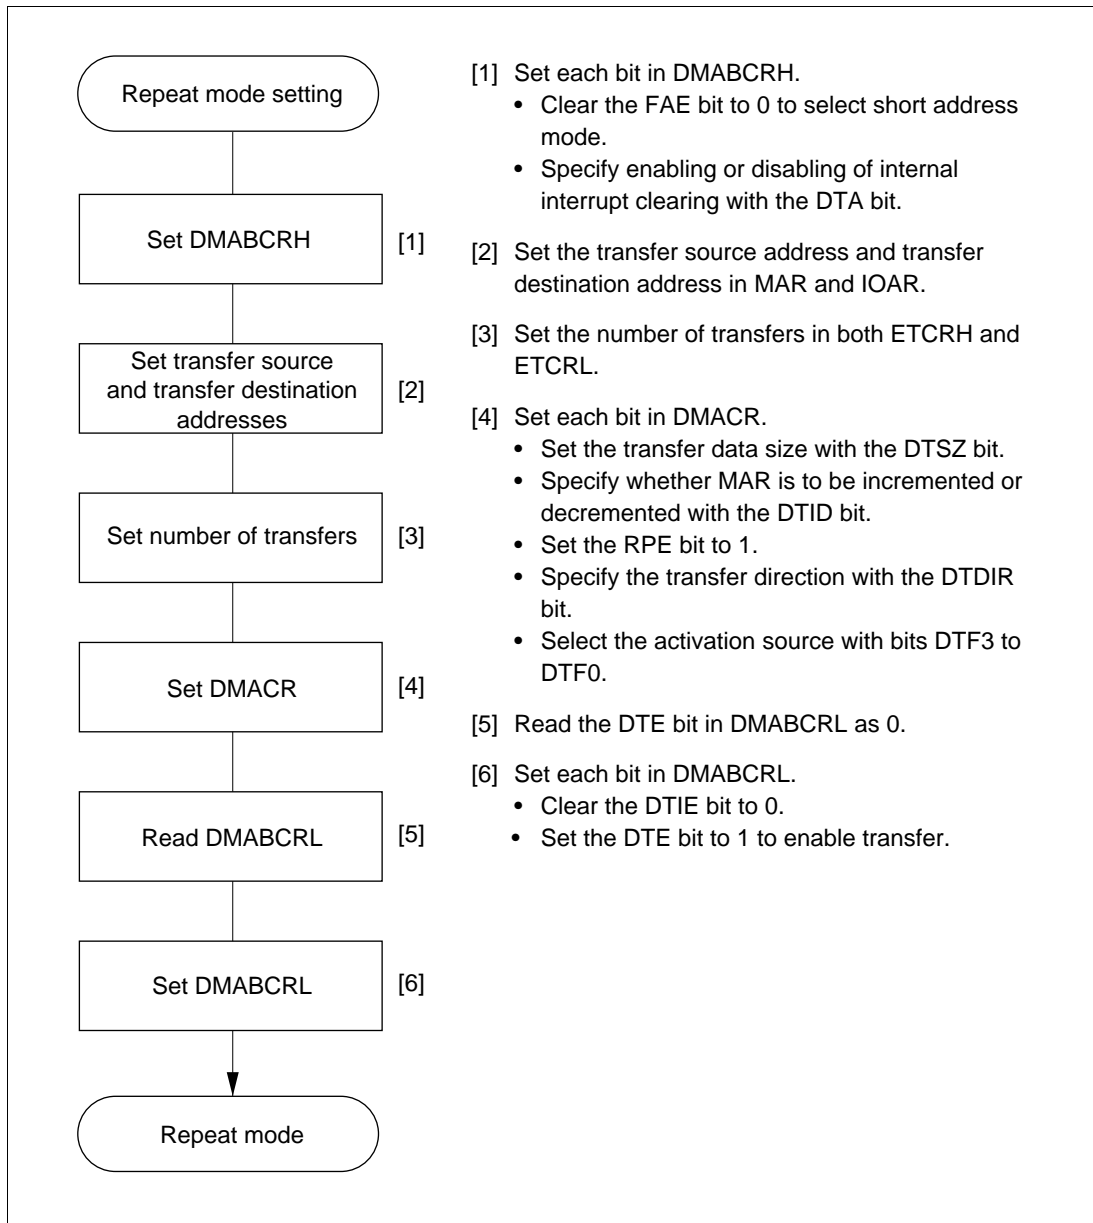 Repeat mode setting
Set DMABCRH
[1]
Set transfer source
and transfer destination
addresses
[2]
Set number of transfers
[3]
Set DMACR
[4]
Read DMABCRL
[5]
Set DMABCRL
[6]
Repeat mode
[1] Set each bit in DMABCRH.
• Clear the FAE bit to 0 to select short address
mode.
• Specify enabling or disabling of internal
interrupt clearing with the DTA bit.
[2] Set the transfer source address and transfer
destination address in MAR and IOAR.
[3] Set the number of transfers in both ETCRH and
ETCRL.
[4] Set each bit in DMACR.
• Set the transfer data size with the DTSZ bit.
• Specify whether MAR is to be incremented or
decremented with the DTID bit.
• Set the RPE bit to 1.
• Specify the transfer direction with the DTDIR
bit.
• Select the activation source with bits DTF3 to
DTF0.
[5] Read the DTE bit in DMABCRL as 0.
[6] Set each bit in DMABCRL.
• Clear the DTIE bit to 0.
• Set the DTE bit to 1 to enable transfer.